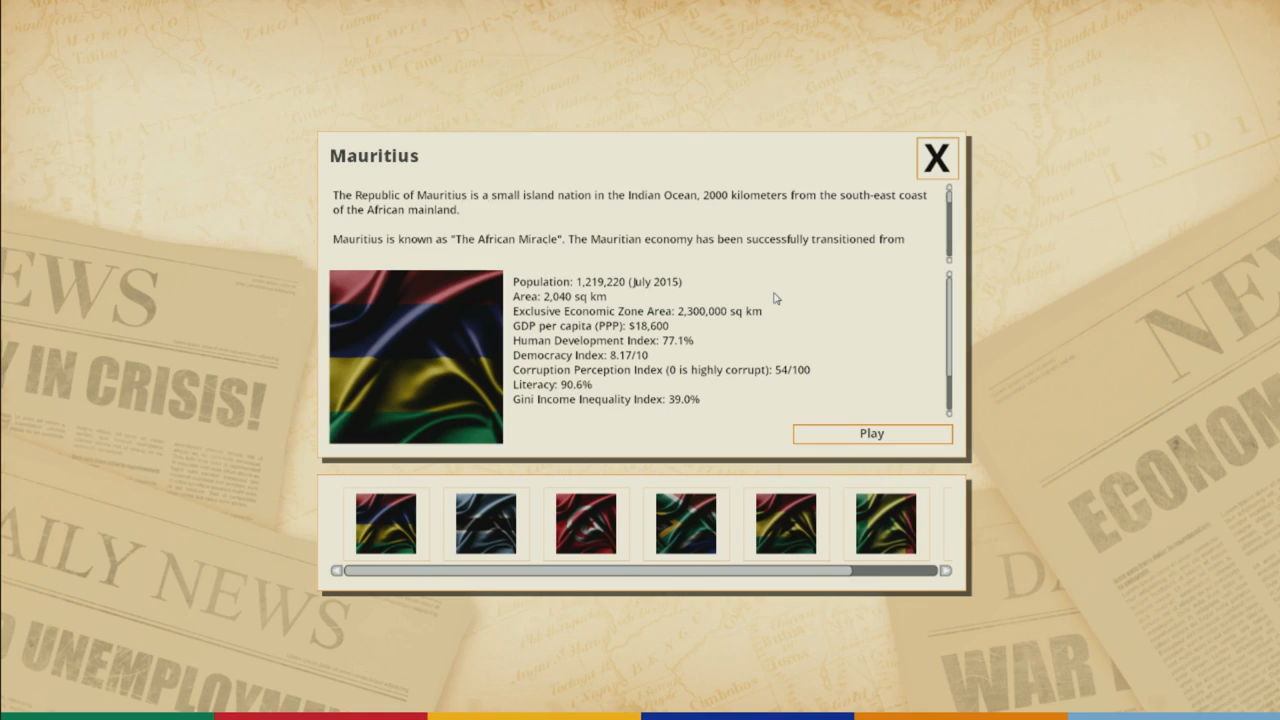 Mauritius
X
The Republic of Mauritius is a small island nation in the Indian Ocean, 2000 kilometers from the south-east coast
of the African mainland.
Mauritius is known as "The African Miracle". The Mauritian economy has been successfully transitioned from
Population: 1,219,220 (July 2015)
Area: 2,040 sq km
Exclusive Economic Zone Area: 2,300,000 sq km
GDP per capita (PPP): $18,600
Human Development Index: 77.1%
Democracy Index: 8.17/10
Corruption Perception Index (0 is highly corrupt): 54/100
Literacy: 90.6%
Gini Income Inequality Index: 39.0%
Play
EWS
Y IN CRISIS!
AILY NEWS
UNEMPLOYM
NE
ECONOM
DA
WAR